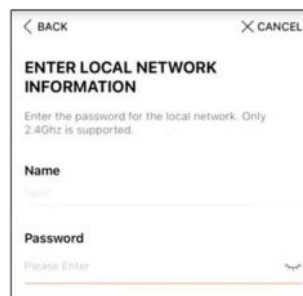 BACK
CANCEL
ENTER LOCAL NETWORK
INFORMATION
Enter the password for the local network. Only
2.4Ghz is supported.
Name
Password
Please Enter